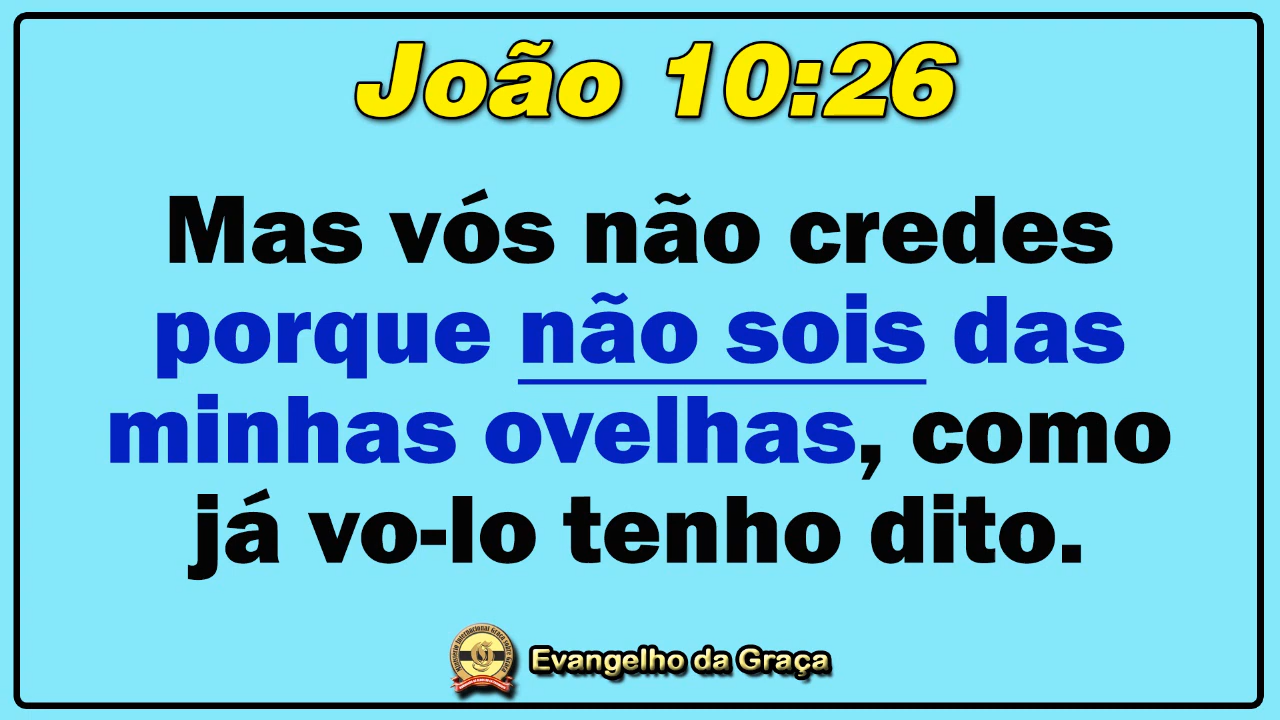 João 10:26
Mas vós não credes
porque não sois das
minhas ovelhas, como
já vo-lo tenho dito.
Evangelho da Graça